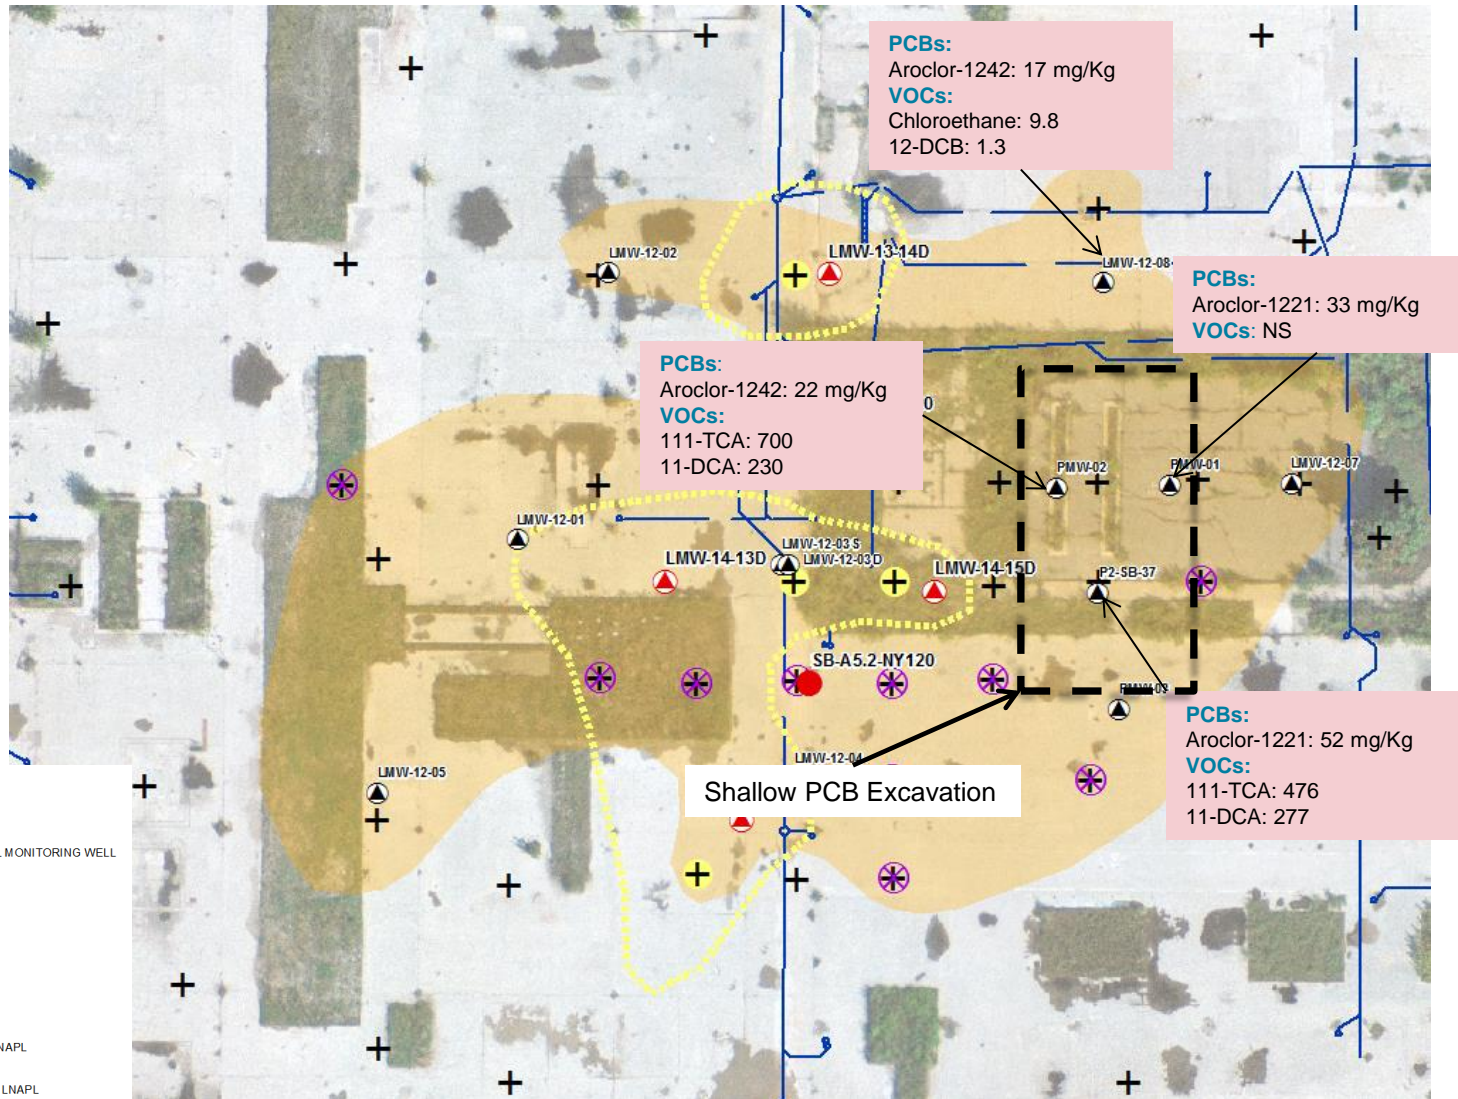 PCBs:
Aroclor-1242: 17 mg/Kg
VOCs:
Chloroethane: 9.8
12-DCB: 1.3
LMW-12-02
LMW-13-14D
LMW-12-08
PCBs:
Aroclor-1221: 33 mg/Kg
VOCs: NS
PCBs:
Aroclor-1242: 22 mg/Kg
VOCs:
111-TCA: 700
11-DCA: 230
0
PMW-02
PMW-01
LMW-12-07
LMW-12-01
LMW-12-03 S
LMW-12-03 D
LMW-14-13D
LMW-14-15D
P2-SB-37
SB-A5.2-NY120
PMW-03
PCBs:
Aroclor-1221: 52 mg/Kg
VOCs:
111-TCA: 476
11-DCA: 277
LMW-12-04
LMW-12-05
Shallow PCB Excavation
MONITORING WELL
NAPL
LNAPL